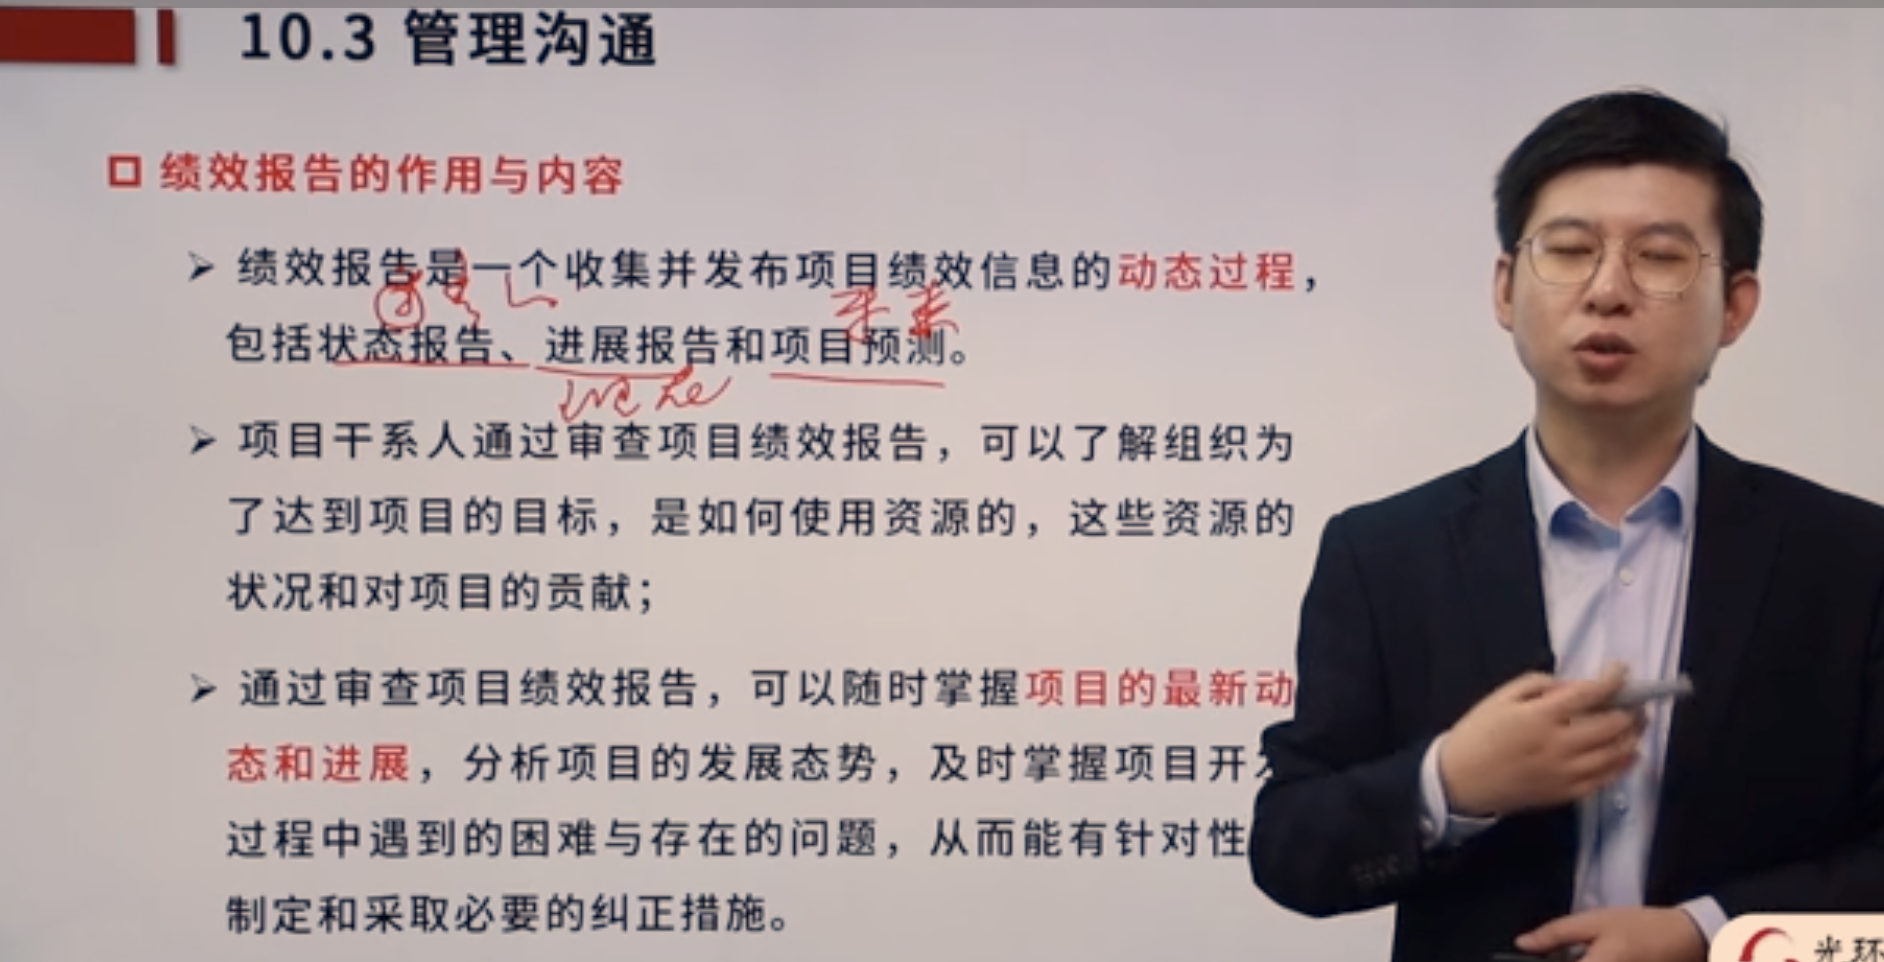 10.3 管理沟通
绩效报告的作用与内容
绩效报告是一个收集并发布项目绩效信息的动态过程，
未来
包括状态报告、进展报告和项目预测。
项目干系人通过审查项目绩效报告，可以了解组织为
了达到项目的目标，是如何使用资源的，这些资源的
状况和对项目的贡献；
通过审查项目绩效报告，可以随时掌握项目的最新动
态和进展，分析项目的发展态势，及时掌握项目开
过程中遇到的困难与存在的问题，从而能有针对性
制定和采取必要的纠正措施。
光环